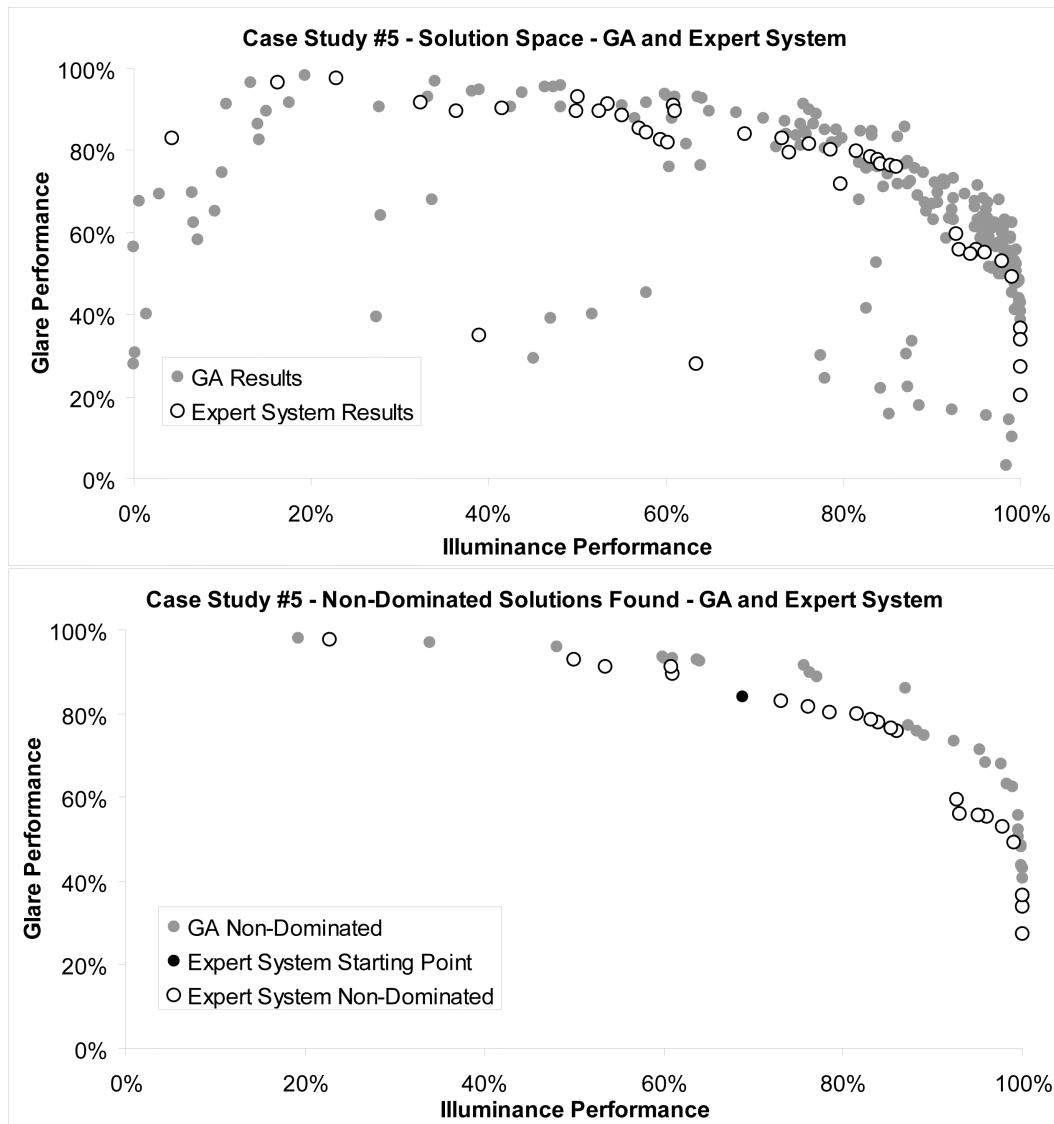 Case Study #5 - Solution Space - GA and Expert System
100%
80%
60%
40%
20%
0%
Glare Performance
GA Results
Expert System Results
0% 20% 40% 60% 80% 100%
Illuminance Performance
Case Study #5 - Non-Dominated Solutions Found - GA and Expert System
100%
80%
60%
40%
20%
0%
Glare Performance
GA Non-Dominated
Expert System Starting Point
Expert System Non-Dominated
0% 20% 40% 60% 80% 100%
Illuminance Performance